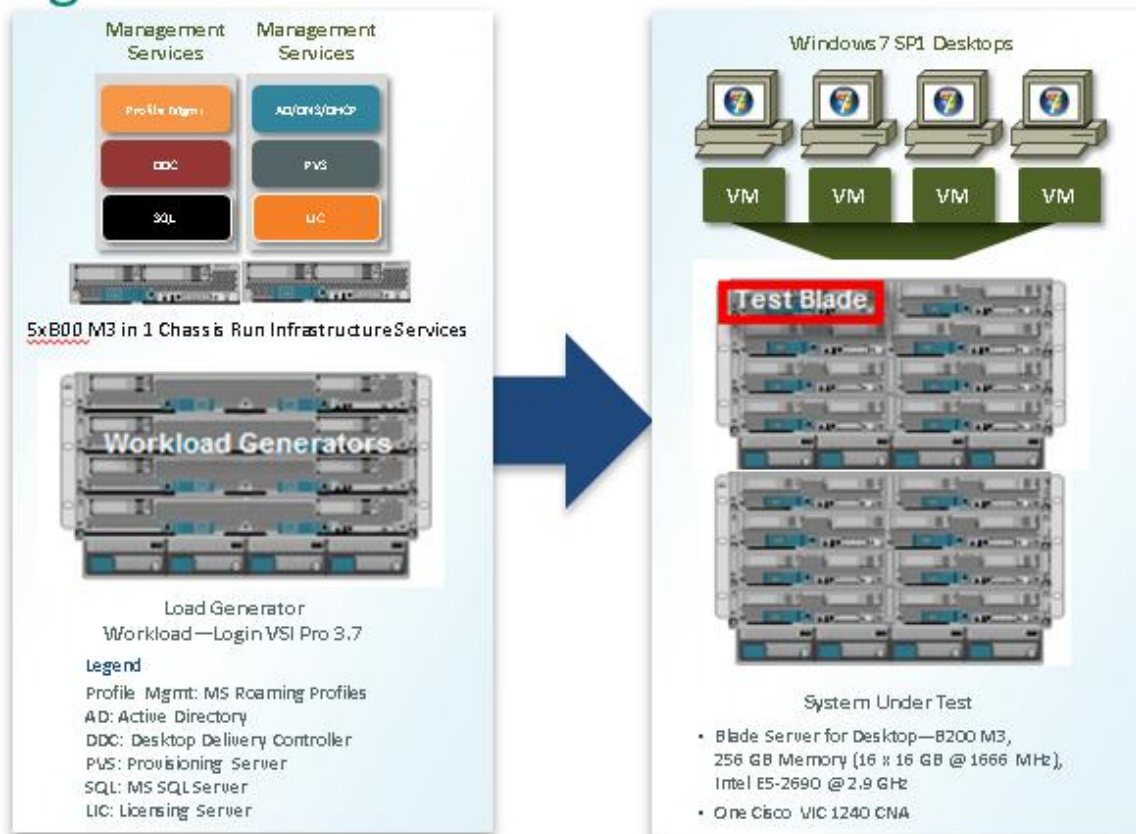 Management Services
Management Services
Profile Mgmt
AD/DNS/DHCP
DDC
PVS
SQL
LIC
5xB00 M3 in 1 Chassis Run Infrastructure Services
Workload Generators
Load Generator
Workload—Login VSI Pro 3.7
Legend
Profile Mgmt: MS Roaming Profiles
AD: Active Directory
DDC: Desktop Delivery Controller
PVS: Provisioning Server
SQL: MS SQL Server
LIC: Licensing Server
Windows 7 SP1 Desktops
VM
VM
VM
VM
Test Blade
System Under Test
• Blade Server for Desktop—B200 M3,
256 GB Memory (16 x 16 GB @ 1666 MHz),
Intel E5-2690 @ 2.9 GHz
• One Cisco VIC 1240 CNA